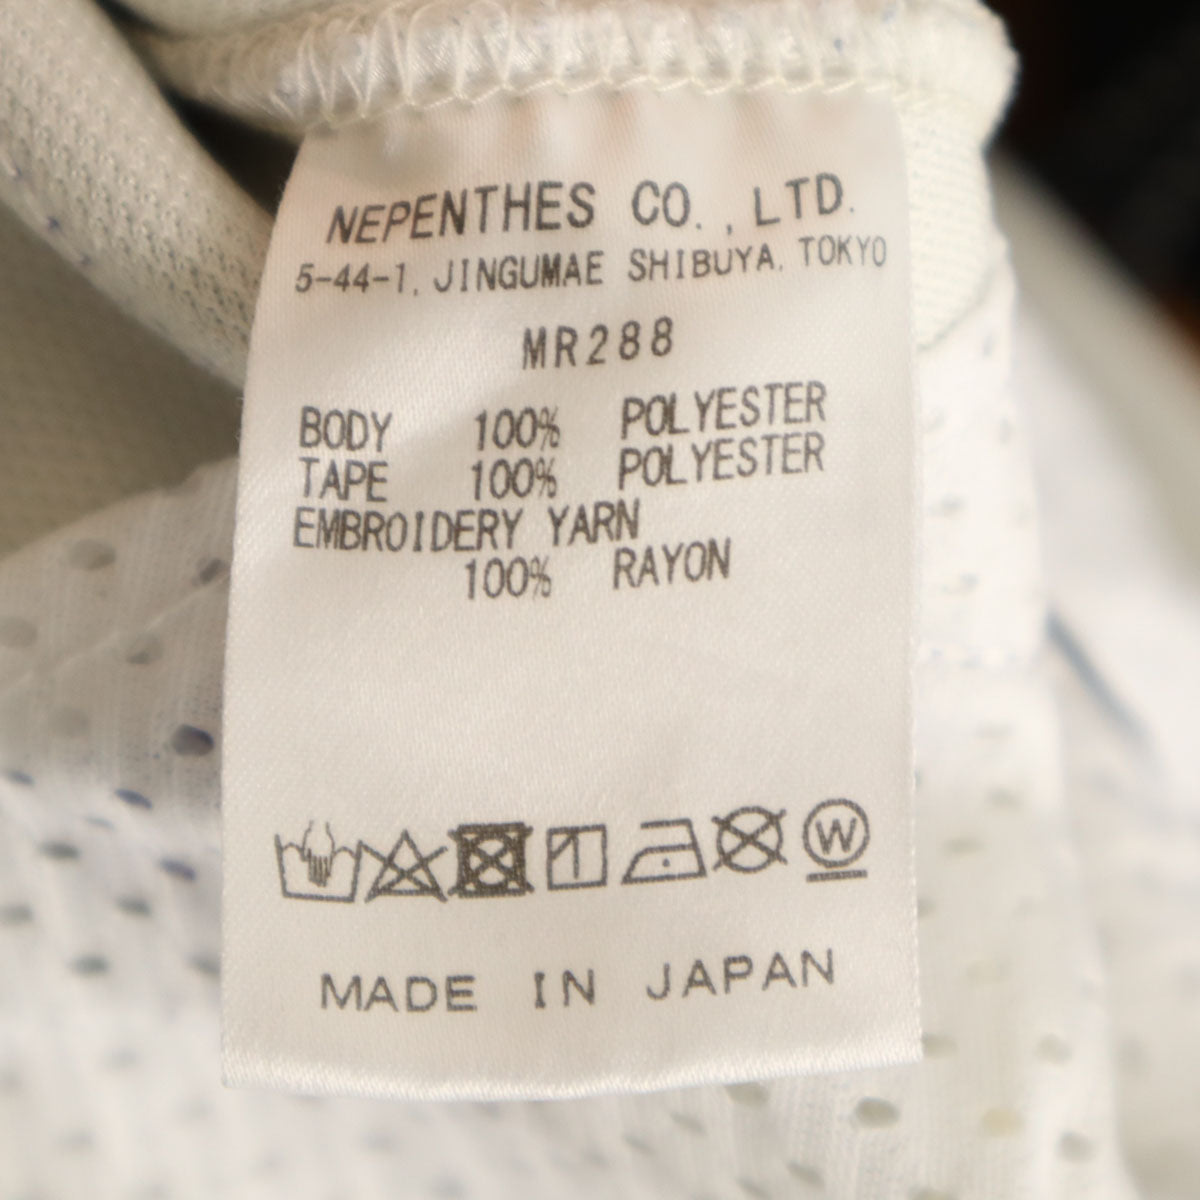 NEPENTHES CO., LTD.
5-44-1, JINGUMAE SHIBUYA, TOKYO
MR288
BODY 100% POLYESTER
TAPE 100% POLYESTER
EMBROIDERY YARN
100% RAYON
W
MADE IN JAPAN